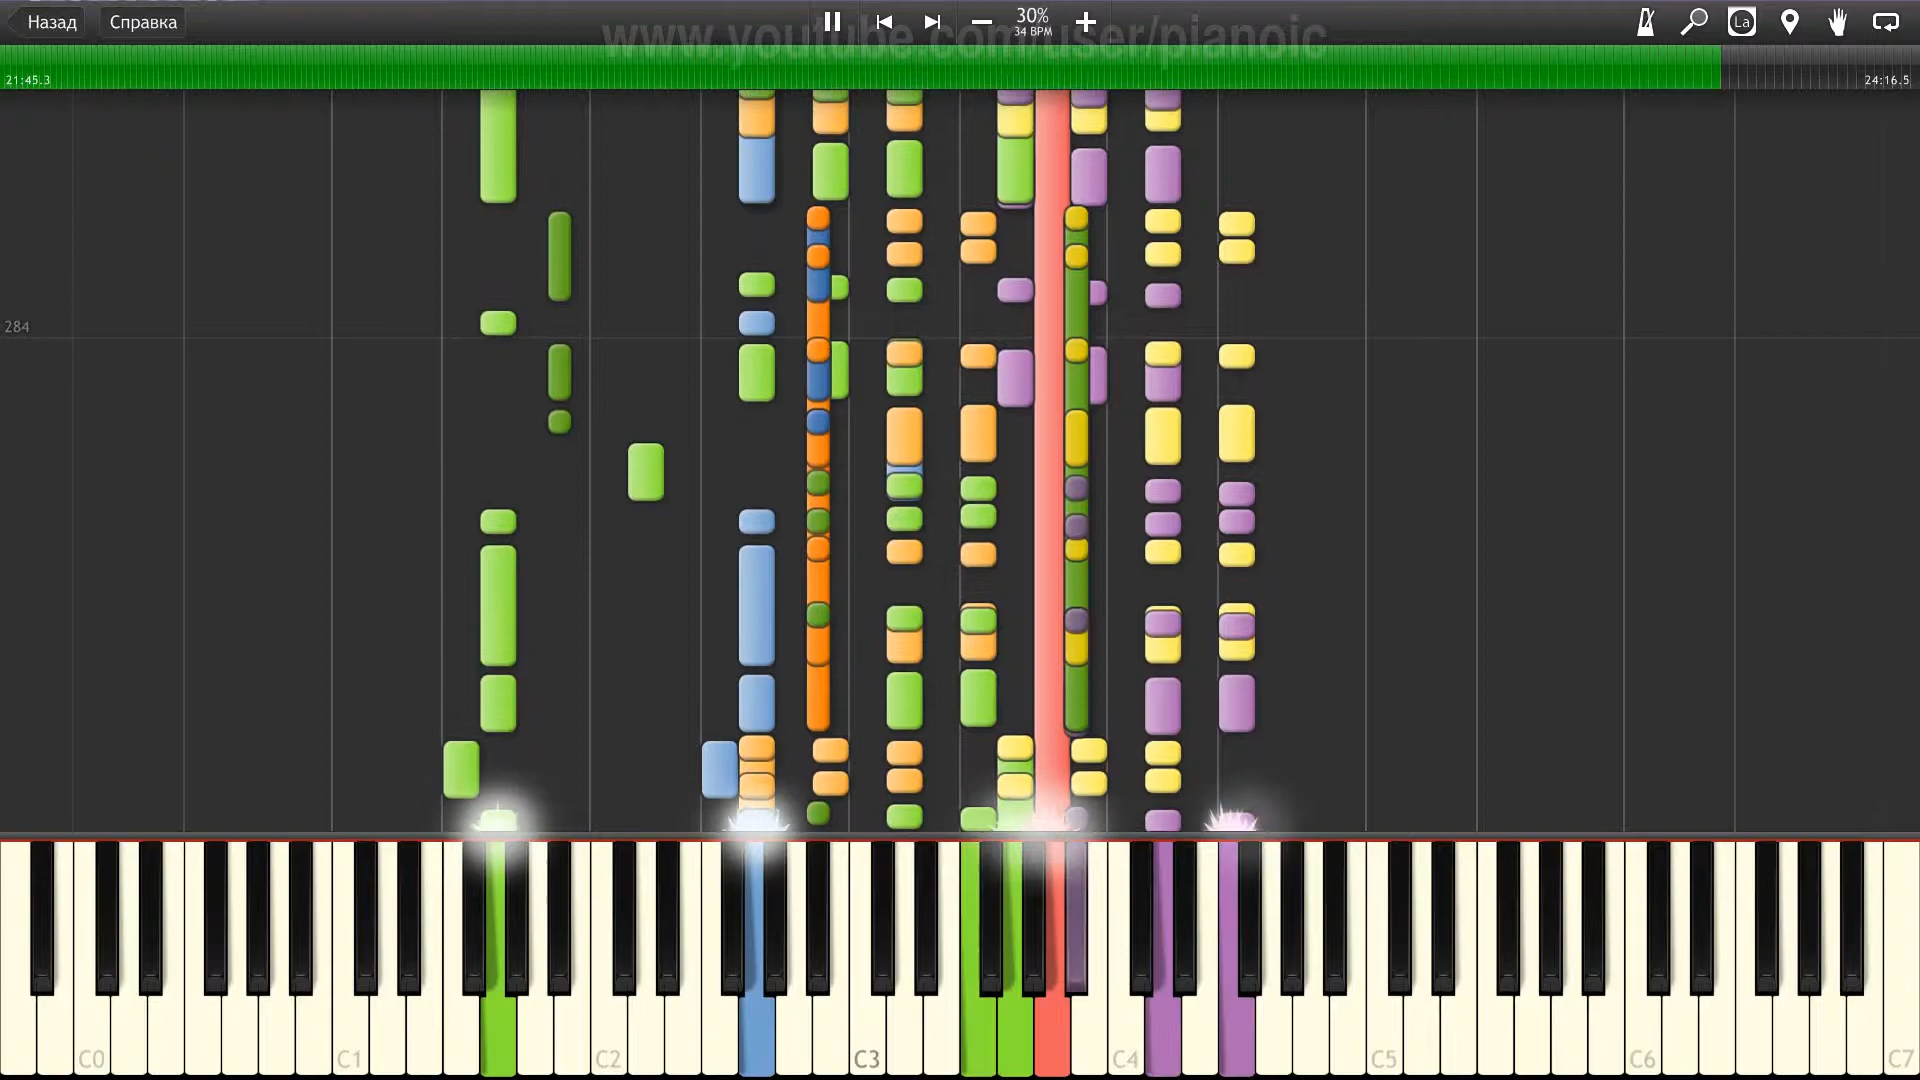 Назад Справка 30% La
34 BPM
www.youtube.com/user/pianoic
21:45.3 24:16.5
284
C0 C1 C2 C3 C4 C5 C6 C7